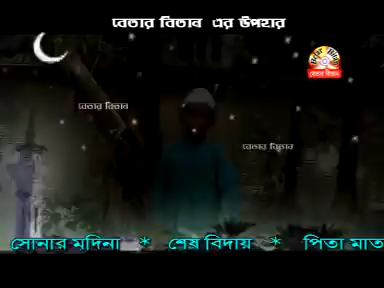 বেতার বিতান এর উপহার
বেতার বিতান
বেতার বিতান
বেতার বিতান
সোনার মদিনা * শেষ বিদায় * পিতা মাত